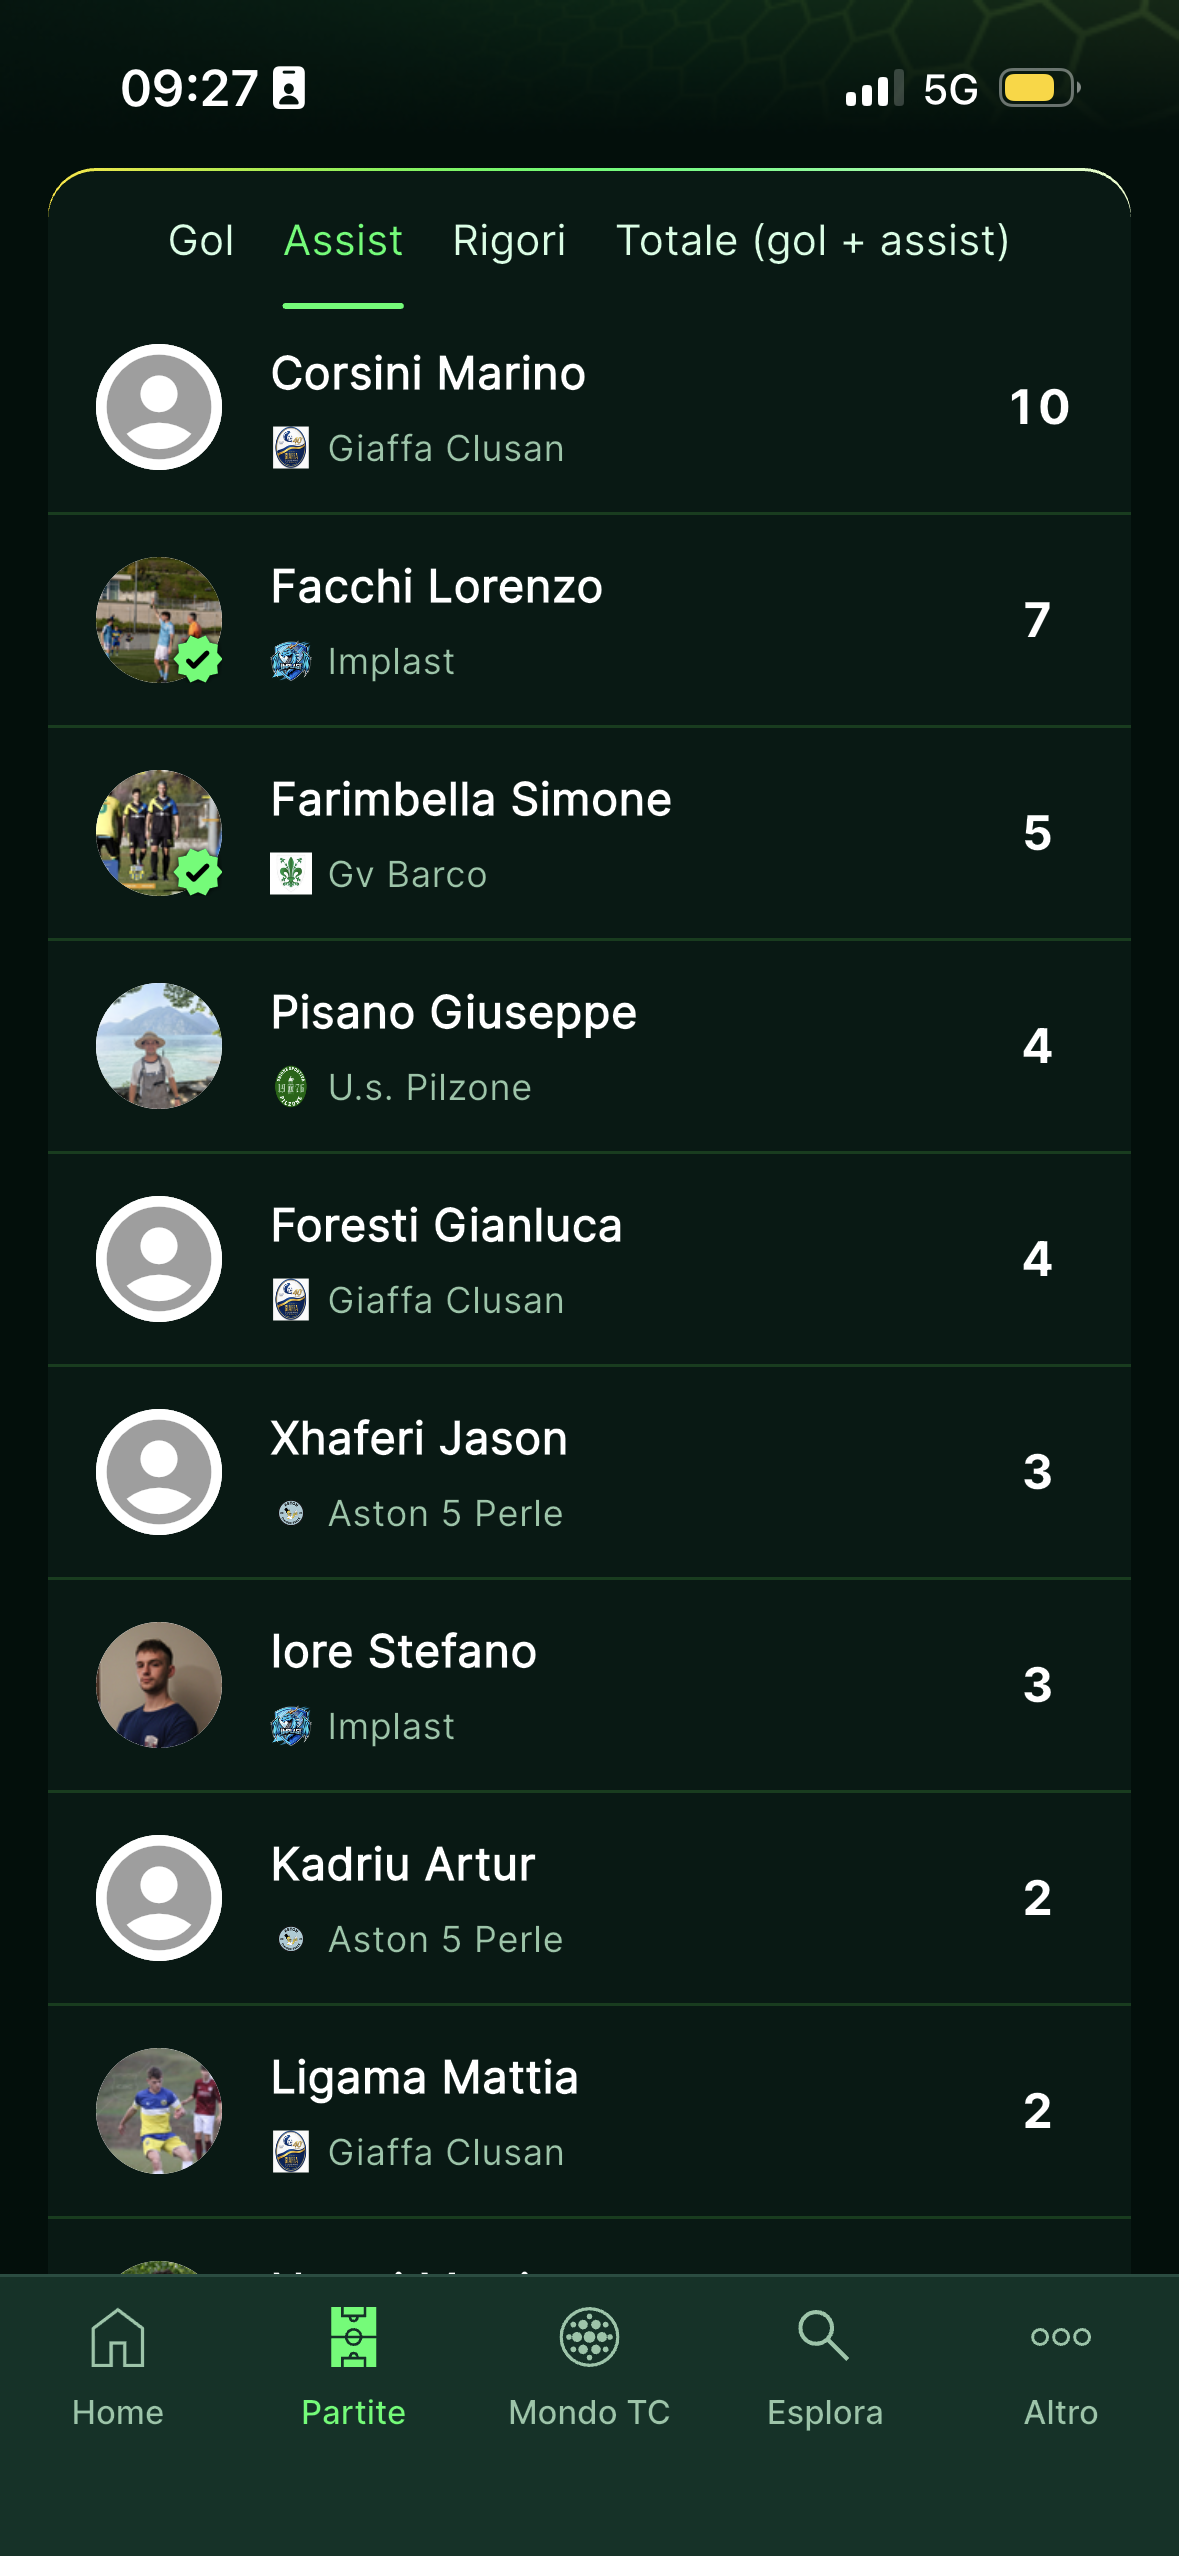 09:27
5G
Gol Assist Rigori Totale (gol + assist)
Corsini Marino
Giaffa Clusan
10
Facchi Lorenzo
Implast
7
Farimbella Simone
Gv Barco
5
Pisano Giuseppe
U.s. Pilzone
4
Foresti Gianluca
Giaffa Clusan
4
Xhaferi Jason
Aston 5 Perle
3
Iore Stefano
Implast
3
Kadriu Artur
Aston 5 Perle
2
Ligama Mattia
Giaffa Clusan
2
Home Partite Mondo TC Esplora Altro